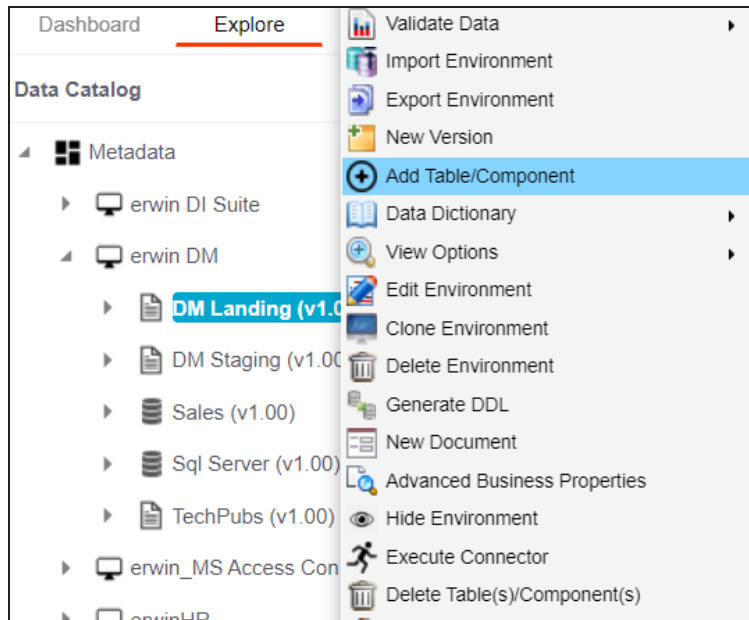 Dashboard
Explore
Data Catalog
Metadata
erwin DI Suite
erwin DM
DM Landing (v1.0
DM Staging (v1.00
Sales (v1.00)
Sql Server (v1.00)
TechPubs (v1.00)
erwin_MS Access Con
erwinHR
Validate Data
Import Environment
Export Environment
New Version
Add Table/Component
Data Dictionary
View Options
Edit Environment
Clone Environment
Delete Environment
Generate DDL
New Document
Advanced Business Properties
Hide Environment
Execute Connector
Delete Table(s)/Component(s)